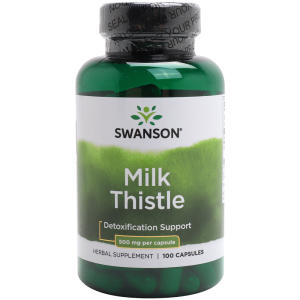 SWANSON®
Milk
Thistle
Detoxification Support
500 mg per capsule
HERBAL SUPPLEMENT | 100 CAPSULES